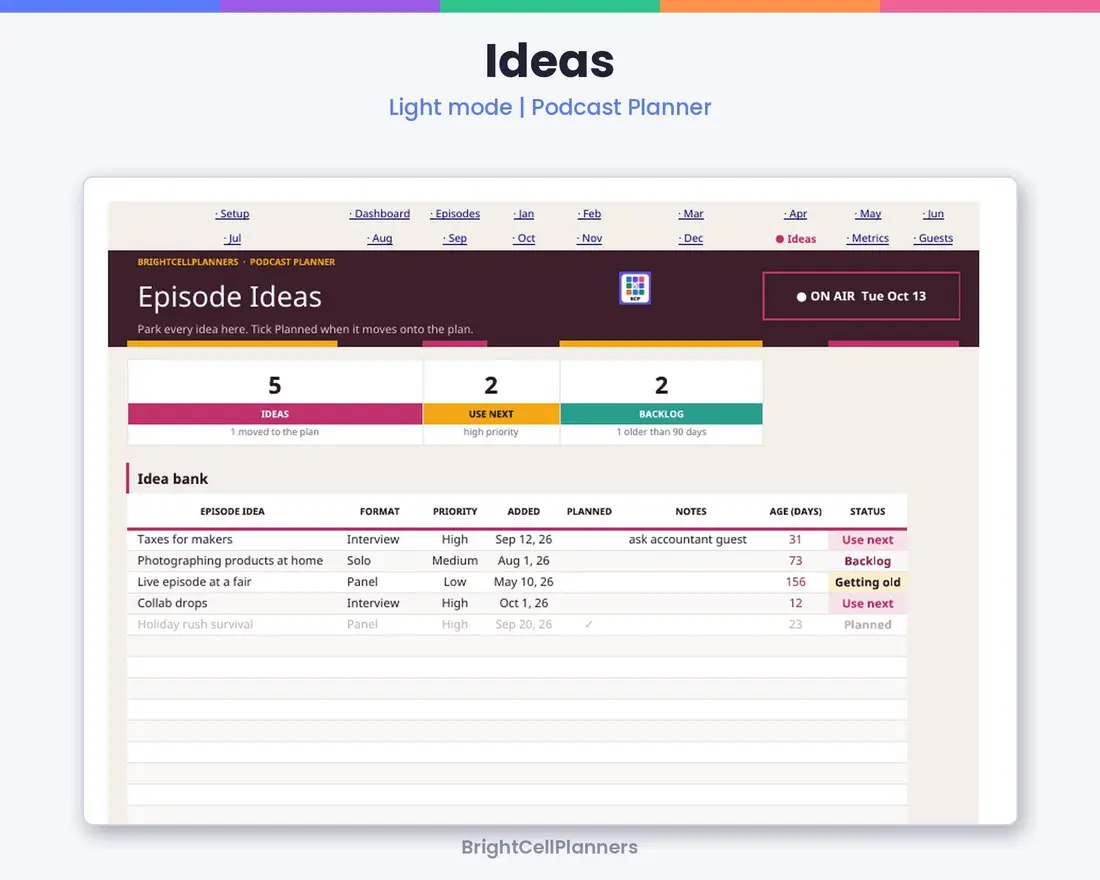 Ideas
Light mode | Podcast Planner
· Setup · Dashboard · Episodes · Jan · Feb · Mar · Apr · May · Jun
· Jul · Aug · Sep · Oct · Nov · Dec ● Ideas · Metrics · Guests
BRIGHTCELLPLANNERS · PODCAST PLANNER
Episode Ideas
BCP
● ON AIR Tue Oct 13
Park every idea here. Tick Planned when it moves onto the plan.
5 2 2
IDEAS USE NEXT BACKLOG
1 moved to the plan high priority 1 older than 90 days
Idea bank
EPISODE IDEA FORMAT PRIORITY ADDED PLANNED NOTES AGE (DAYS) STATUS
Taxes for makers Interview High Sep 12, 26 ask accountant guest 31 Use next
Photographing products at home Solo Medium Aug 1, 26 73 Backlog
Live episode at a fair Panel Low May 10, 26 156 Getting old
Collab drops Interview High Oct 1, 26 12 Use next
Holiday rush survival Panel High Sep 20, 26 ✓ 23 Planned
BrightCellPlanners